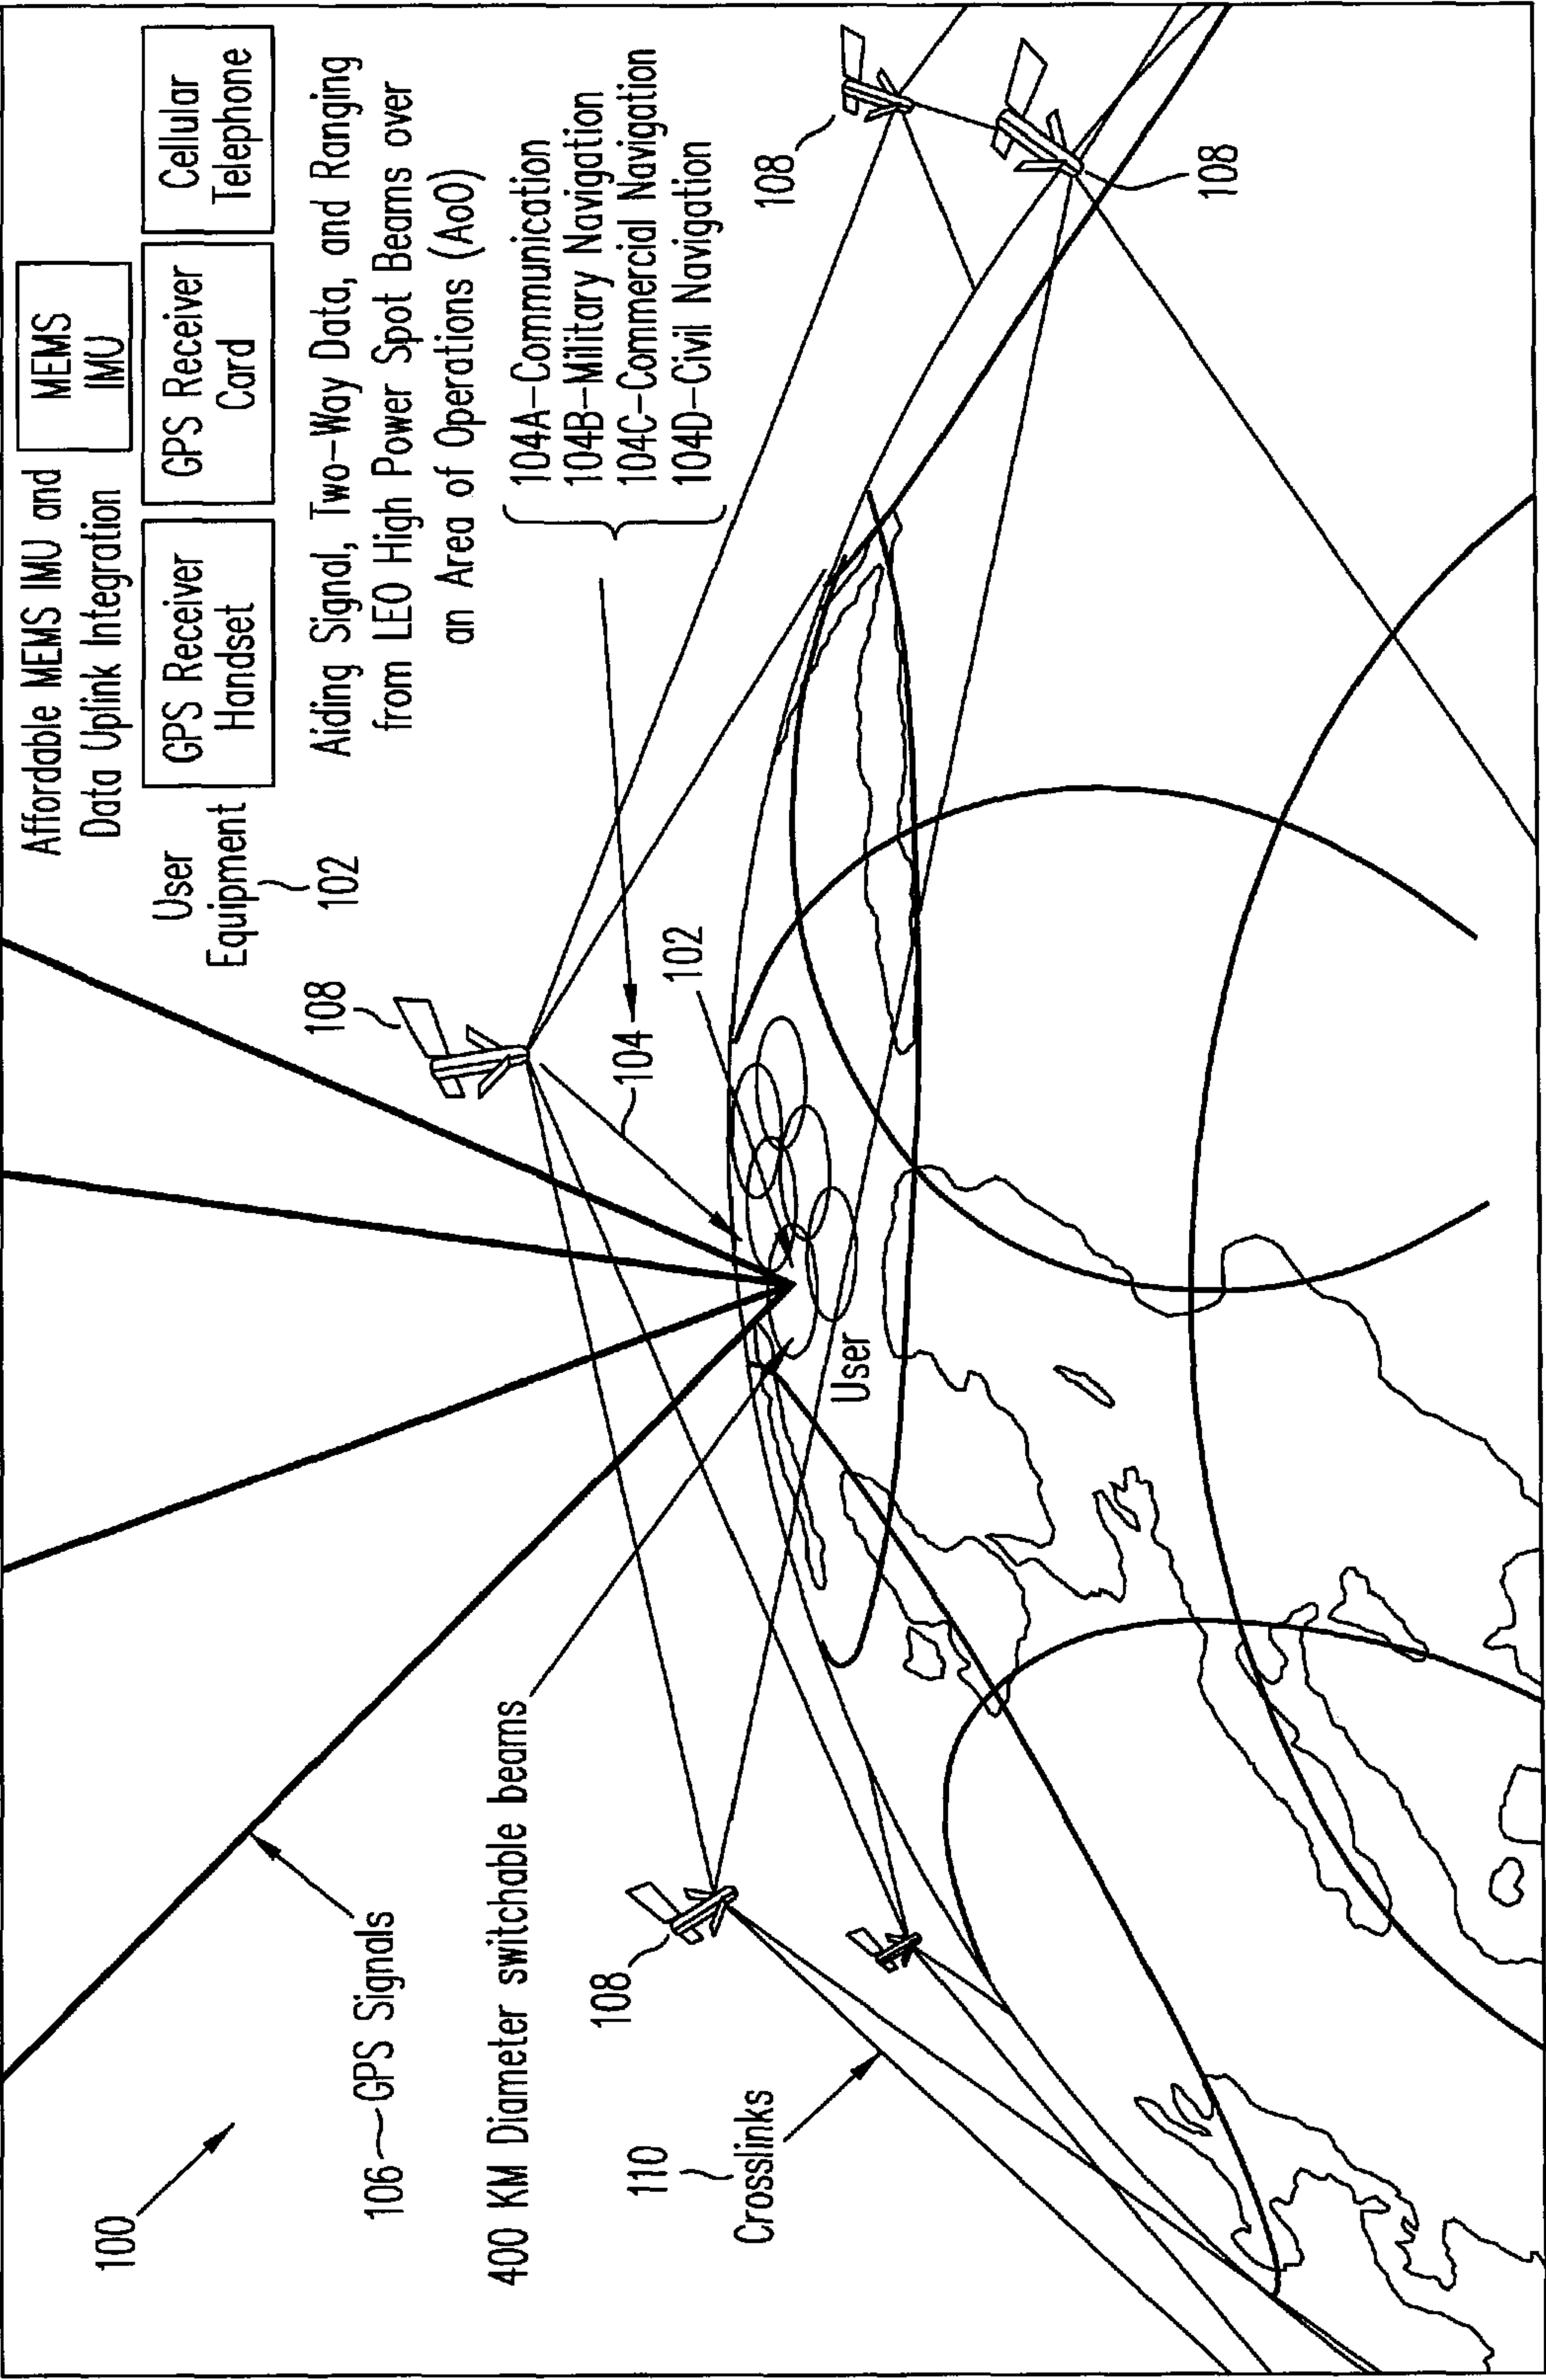 100
106
GPS Signals
400 KM Diameter switchable beams
110
Crosslinks
108
108
104
102
User
User
Equipment
102
Affordable MEMS IMU and
Data Uplink Integration
MEMS
IMU
GPS Receiver
Handset
GPS Receiver
Card
Cellular
Telephone
Aiding Signal, Two-Way Data, and Ranging
from LEO High Power Spot Beams over
an Area of Operations (AoO)
104A-Communication
104B-Military Navigation
104C-Commercial Navigation
104D-Civil Navigation
108
108